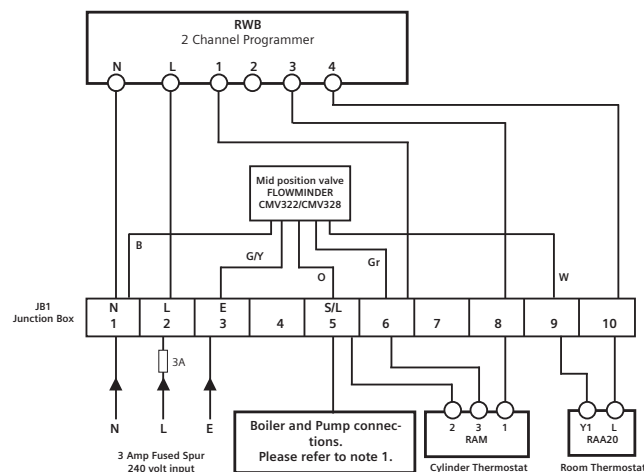 RWB
2 Channel Programmer
N L 1 2 3 4
Mid position valve
FLOWMINDER
CMV322/CMV328
B
G/Y
O
Gr
W
JB1
Junction Box
N L E S/L
1 2 3 4 5 6 7 8 9 10
3A
N L E
3 Amp Fused Spur
240 volt input
Boiler and Pump connec-
tions.
Please refer to note 1.
2 3 1
RAM
Cylinder Thermostat
Y1 L
RAA20
Room Thermostat